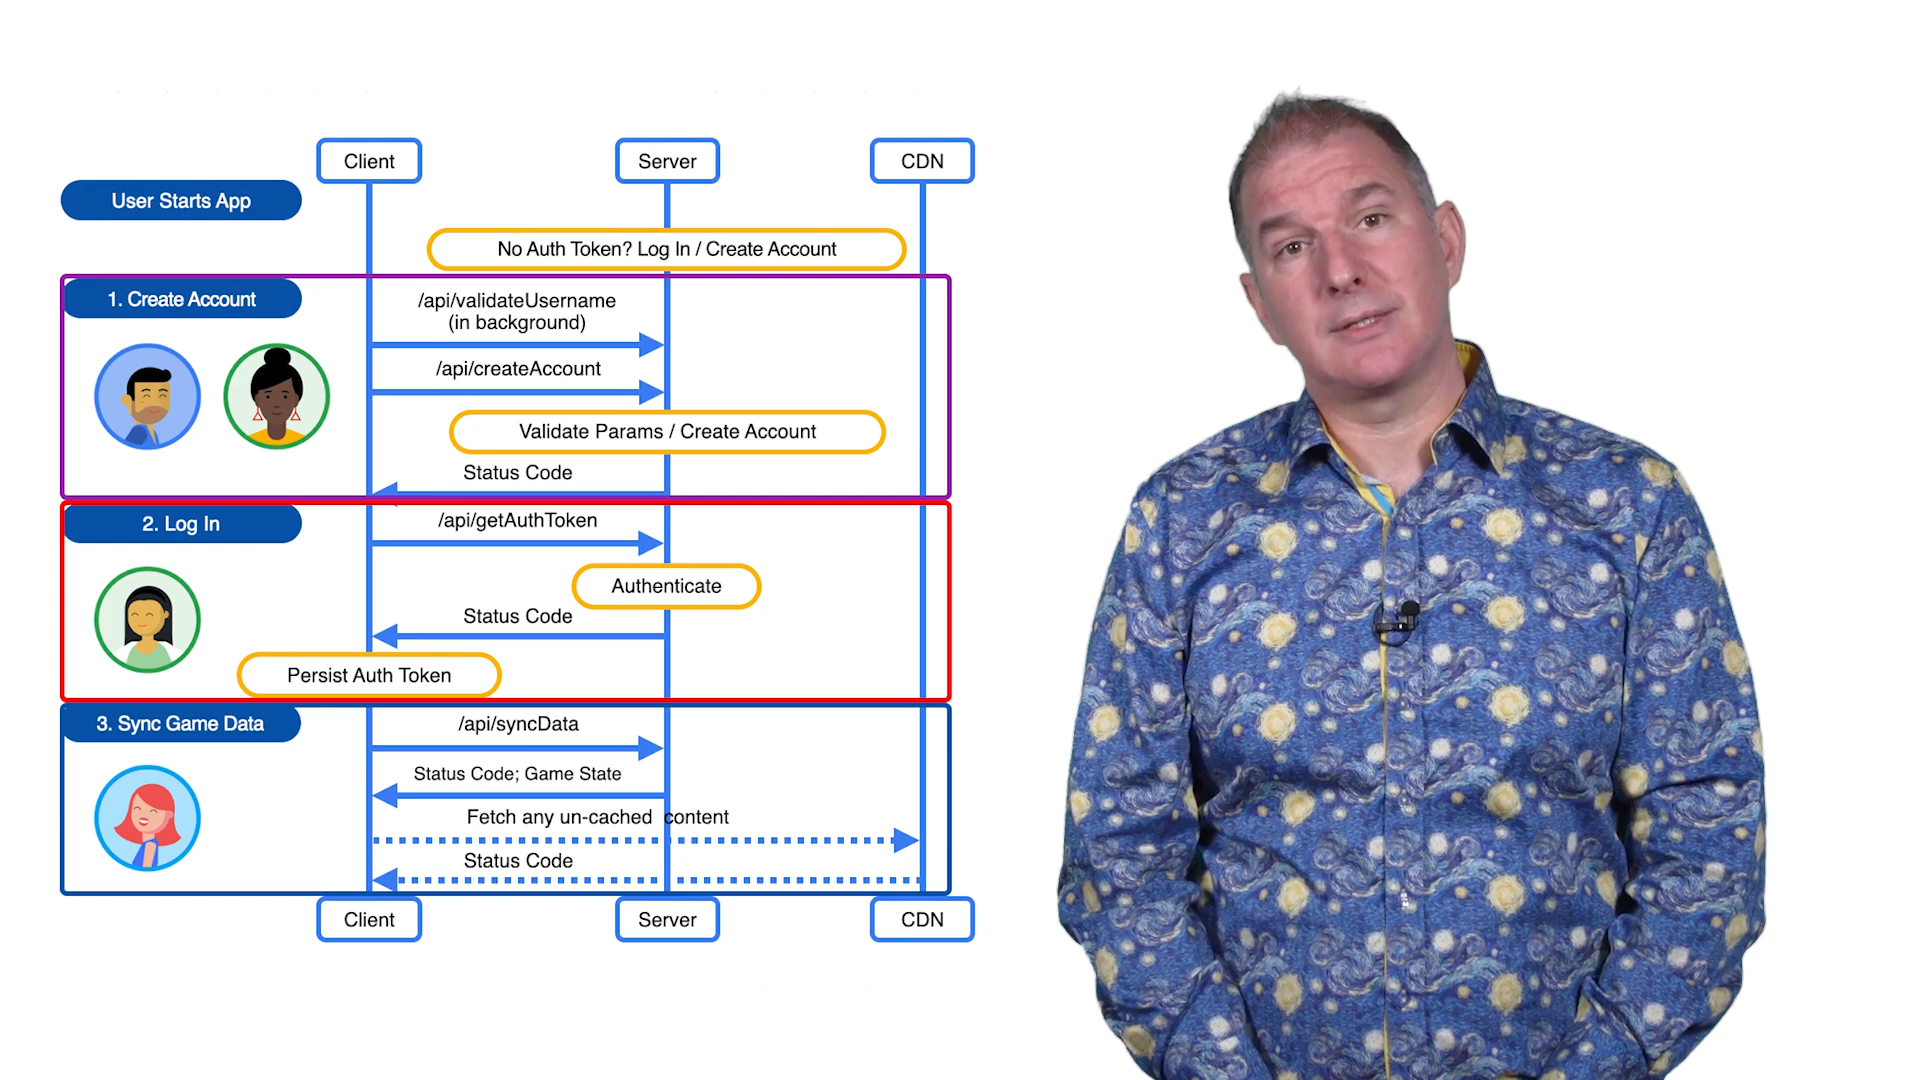 Client
Server
CDN
User Starts App
No Auth Token? Log In / Create Account
1. Create Account
/api/validateUsername
(in background)
/api/createAccount
Validate Params / Create Account
Status Code
2. Log In
/api/getAuthToken
Authenticate
Status Code
Persist Auth Token
3. Sync Game Data
/api/syncData
Status Code; Game State
Fetch any un-cached content
Status Code
Client
Server
CDN